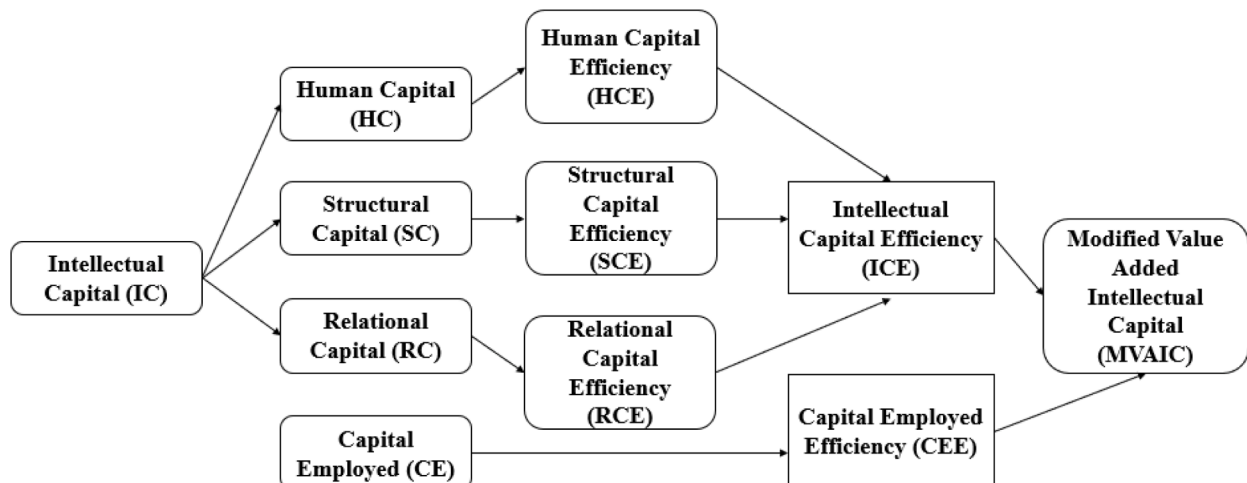 Intellectual
Capital (IC)
Human Capital
(HC)
Structural
Capital (SC)
Relational
Capital (RC)
Capital
Employed (CE)
Human Capital
Efficiency
(HCE)
Structural
Capital
Efficiency
(SCE)
Relational
Capital
Efficiency
(RCE)
Intellectual
Capital Efficiency
(ICE)
Capital Employed
Efficiency (CEE)
Modified Value
Added
Intellectual
Capital
(MVAIC)